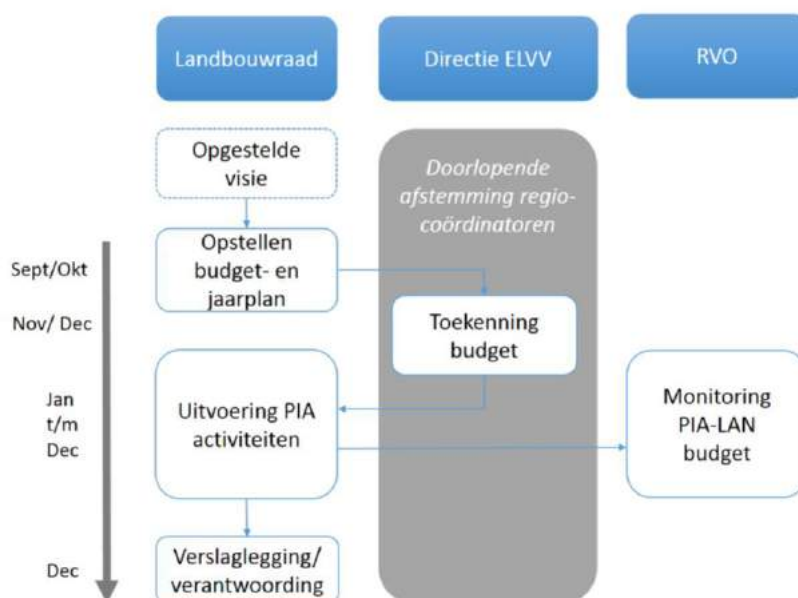 Landbouwraad
Directie ELVV
RVO
Opgestelde
visie
Doorlopende
afstemming regio-
coördinatoren
Sept/Okt
Opstellen
budget- en
jaarplan
Nov/ Dec
Toekenning
budget
Jan
t/m
Dec
Uitvoering PIA
activiteiten
Monitoring
PIA-LAN
budget
Dec
Verslaglegging/
verantwoording